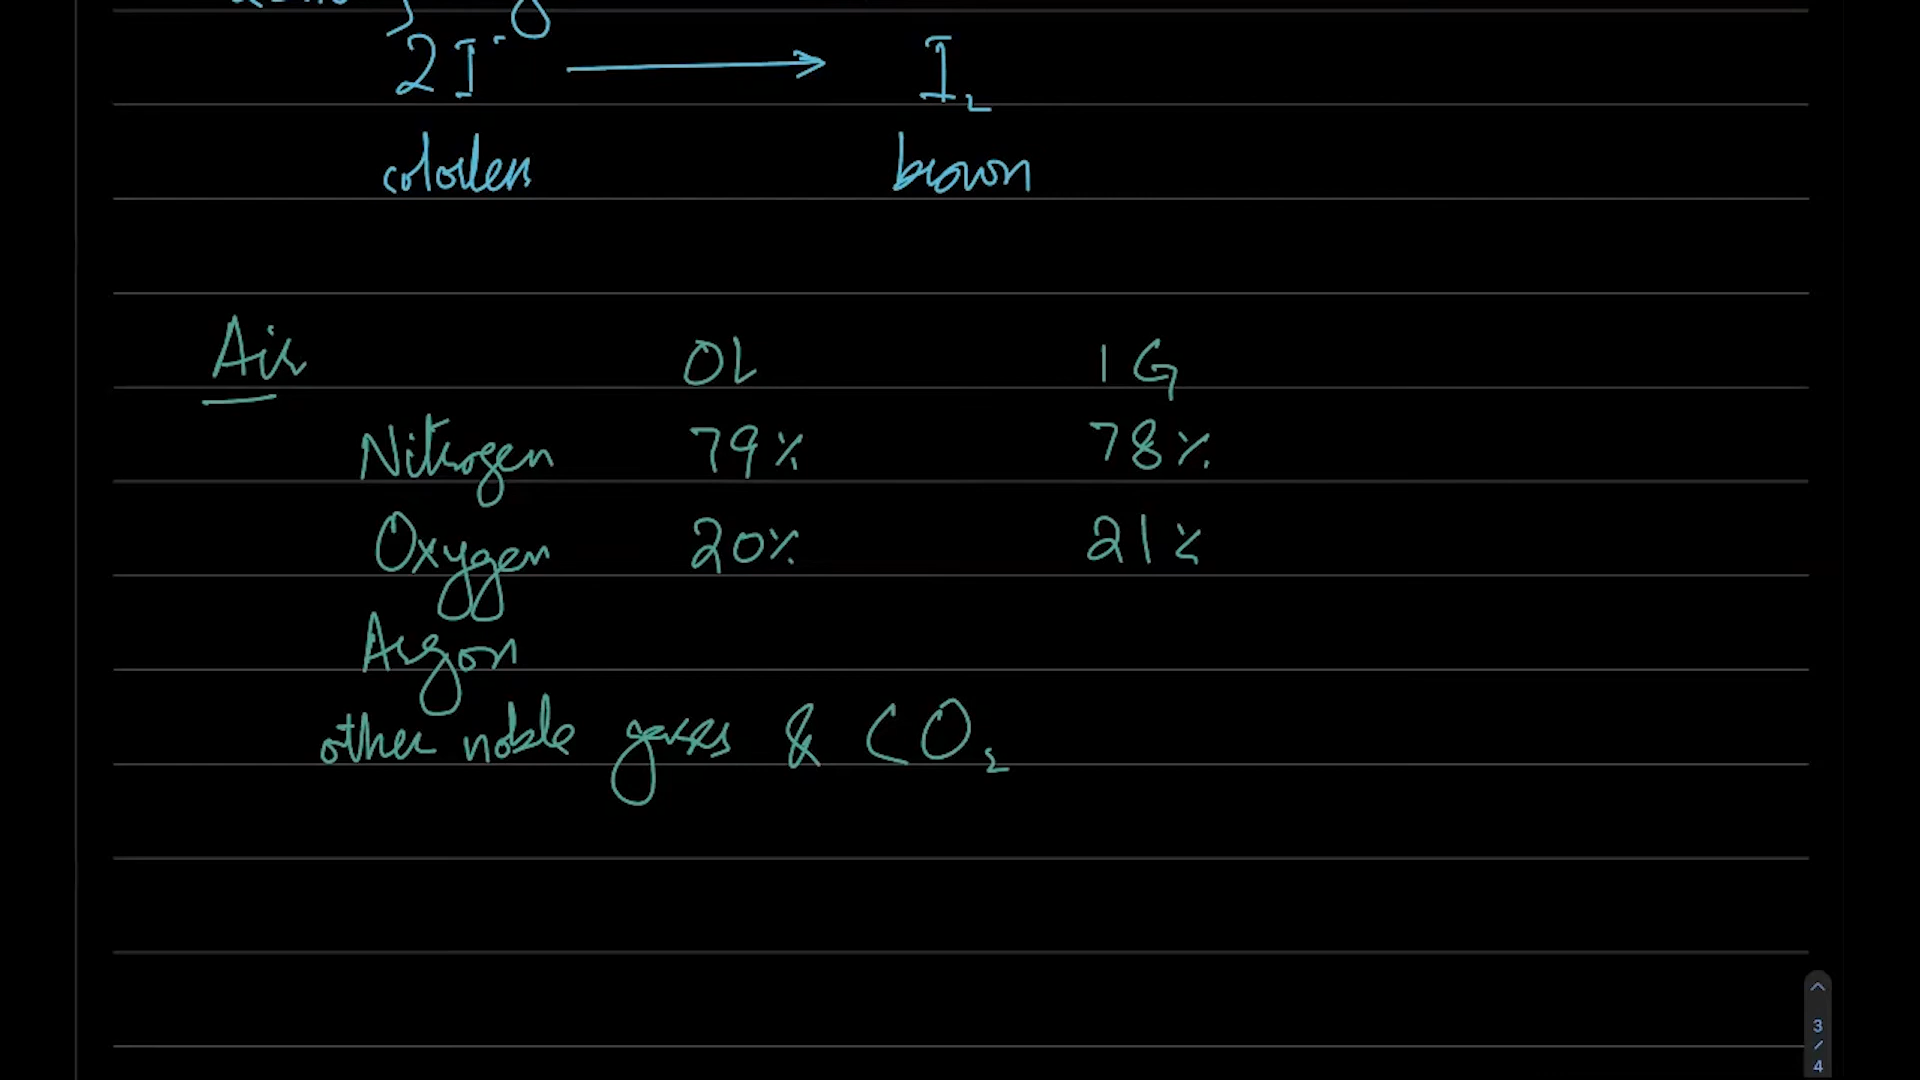 2I⁻ → I₂
colorless brown
Air OL IG
Nitrogen 79% 78%
Oxygen 20% 21%
Argon
other noble gases & CO₂
3
/
4